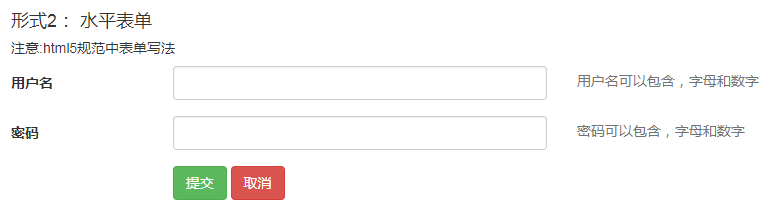 形式2： 水平表单
注意:html5规范中表单写法
用户名 用户名可以包含，字母和数字
密码 密码可以包含，字母和数字
提交 取消